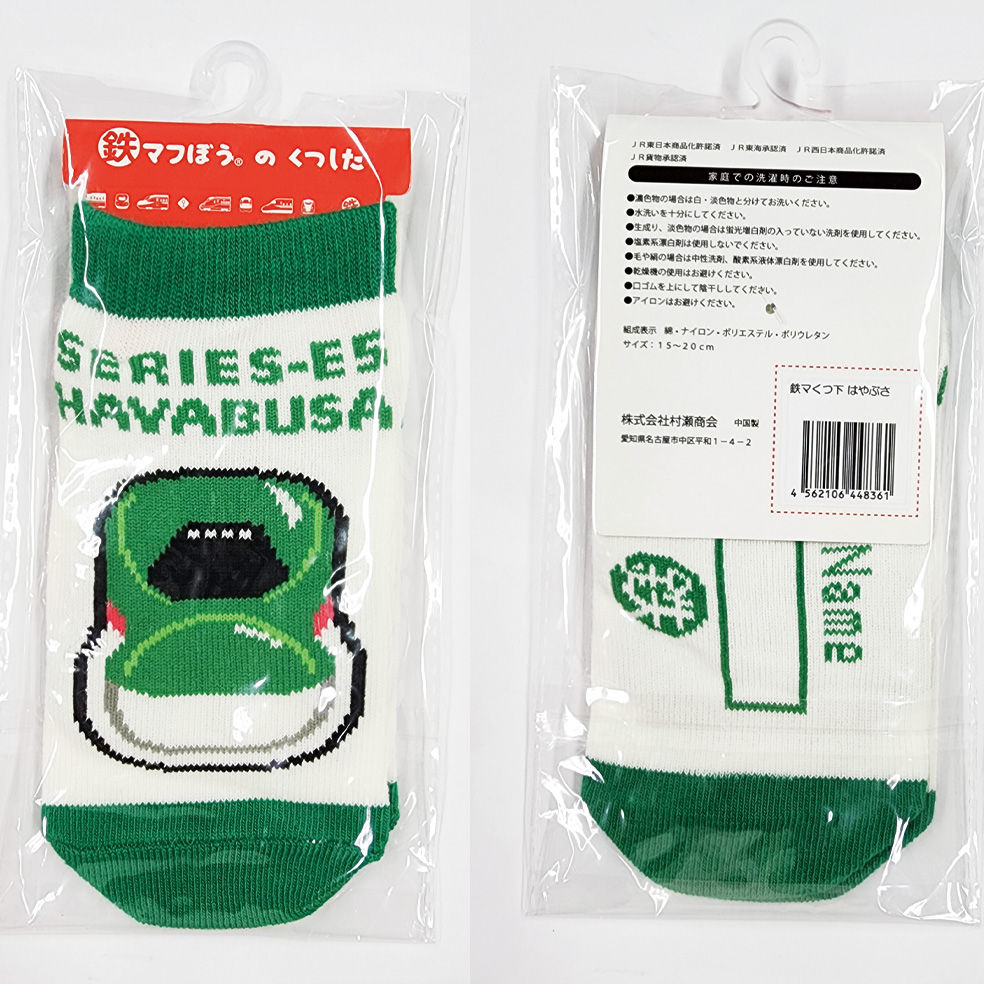 鉄マフぼう®のくつした
SERIES-E5
HAYABUSA
JR東日本商品化許諾済 JR東海承認済 JR西日本商品化許諾済
JR貨物承認済
家庭での洗濯時のご注意
●濃色物の場合は白・淡色物と分けてお洗いください。
●水洗いを十分にしてください。
●生成り、淡色物の場合は蛍光増白剤の入っていない洗剤を使用してください。
●塩素系漂白剤は使用しないでください。
●毛や絹の場合は中性洗剤、酸素系液体漂白剤を使用してください。
●乾燥機の使用はお避けください。
●口ゴムを上にして陰干ししてください。
●アイロンはお避けください。
組成表示 綿・ナイロン・ポリエステル・ポリウレタン
サイズ：15～20cm
鉄マくつ下 はやぶさ
株式会社村瀬商会 中国製
愛知県名古屋市中区平和1-4-2
4 562106 448361
Name